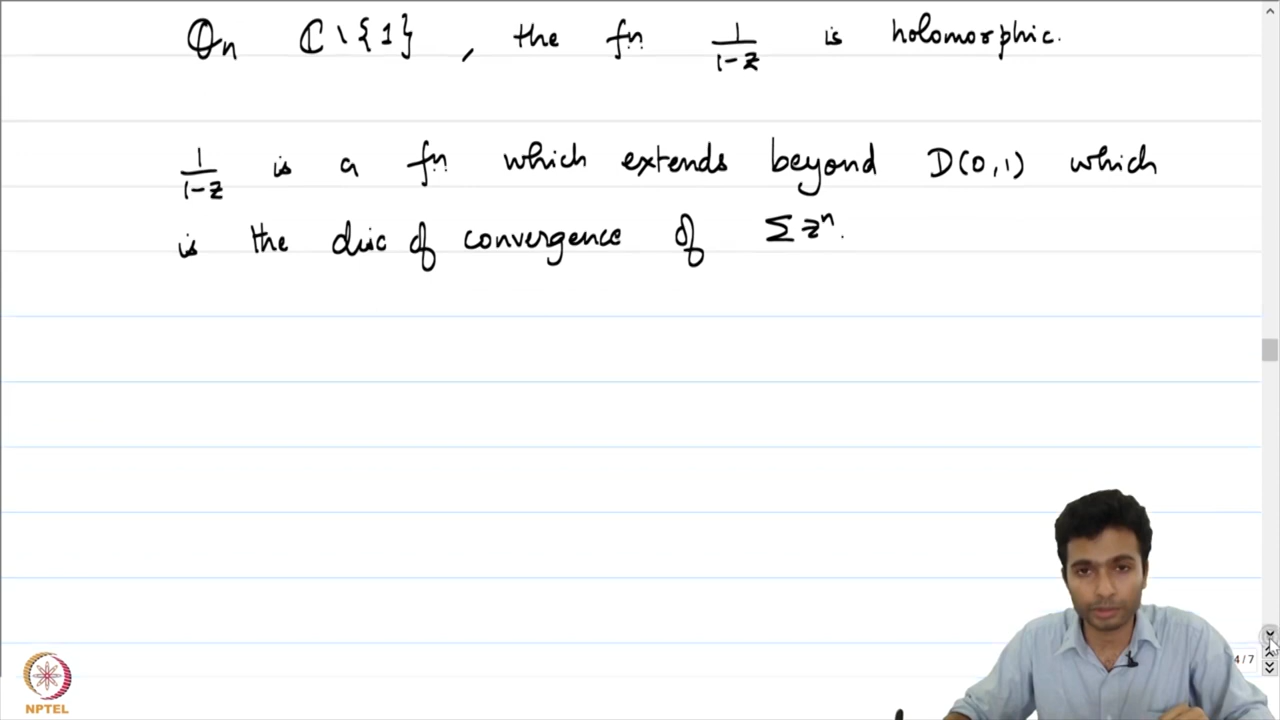 On ℂ \ {1}, the fn 1/1-z is holomorphic.
1/1-z is a fn which extends beyond D(0,1) which
is the disc of convergence of Σ zⁿ.
4/7
NPTEL